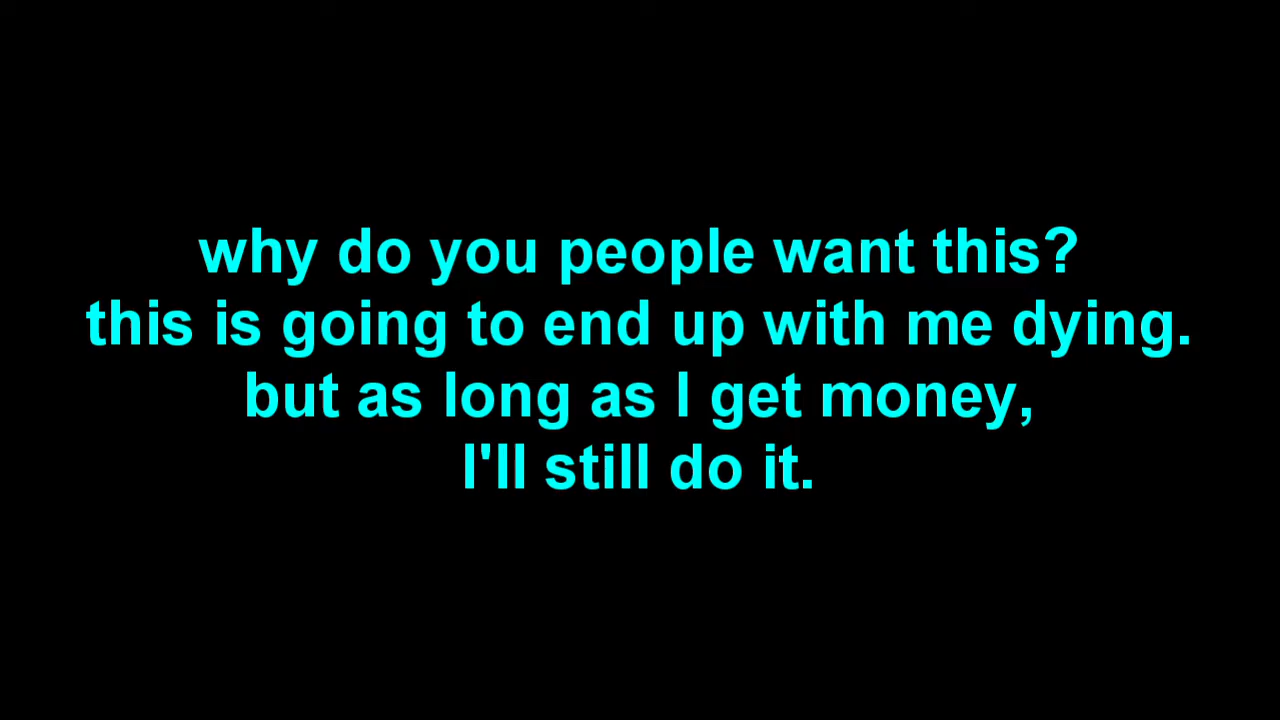 why do you people want this?
this is going to end up with me dying.
but as long as I get money,
I'll still do it.